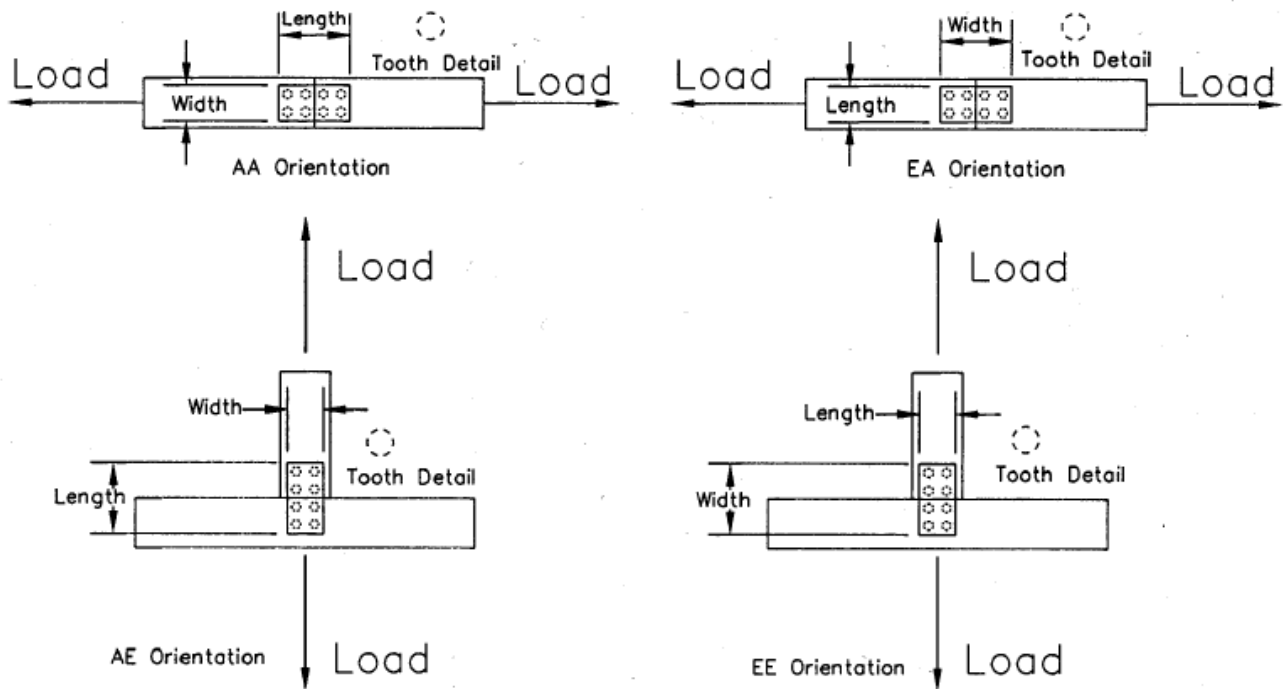 Length
Tooth Detail
Load
Load
Width
AA Orientation
Width
Tooth Detail
Load
Load
Length
EA Orientation
Load
Width
Tooth Detail
Length
AE Orientation
Load
Load
Length
Tooth Detail
Width
EE Orientation
Load